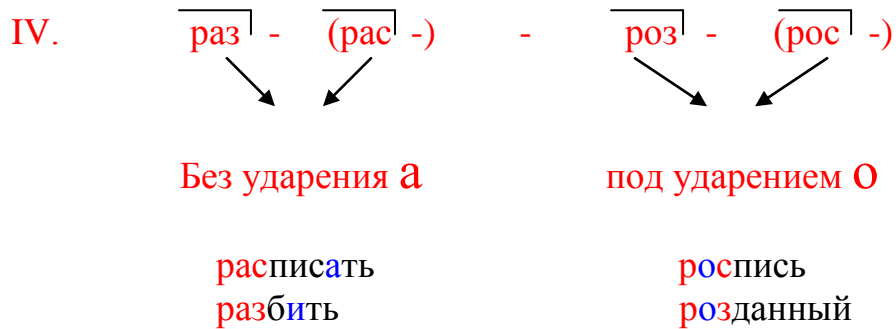 IV. раз - (рас -) - роз - (рос -)
Без ударения а под ударением о
расписать роспись
разбить розданный